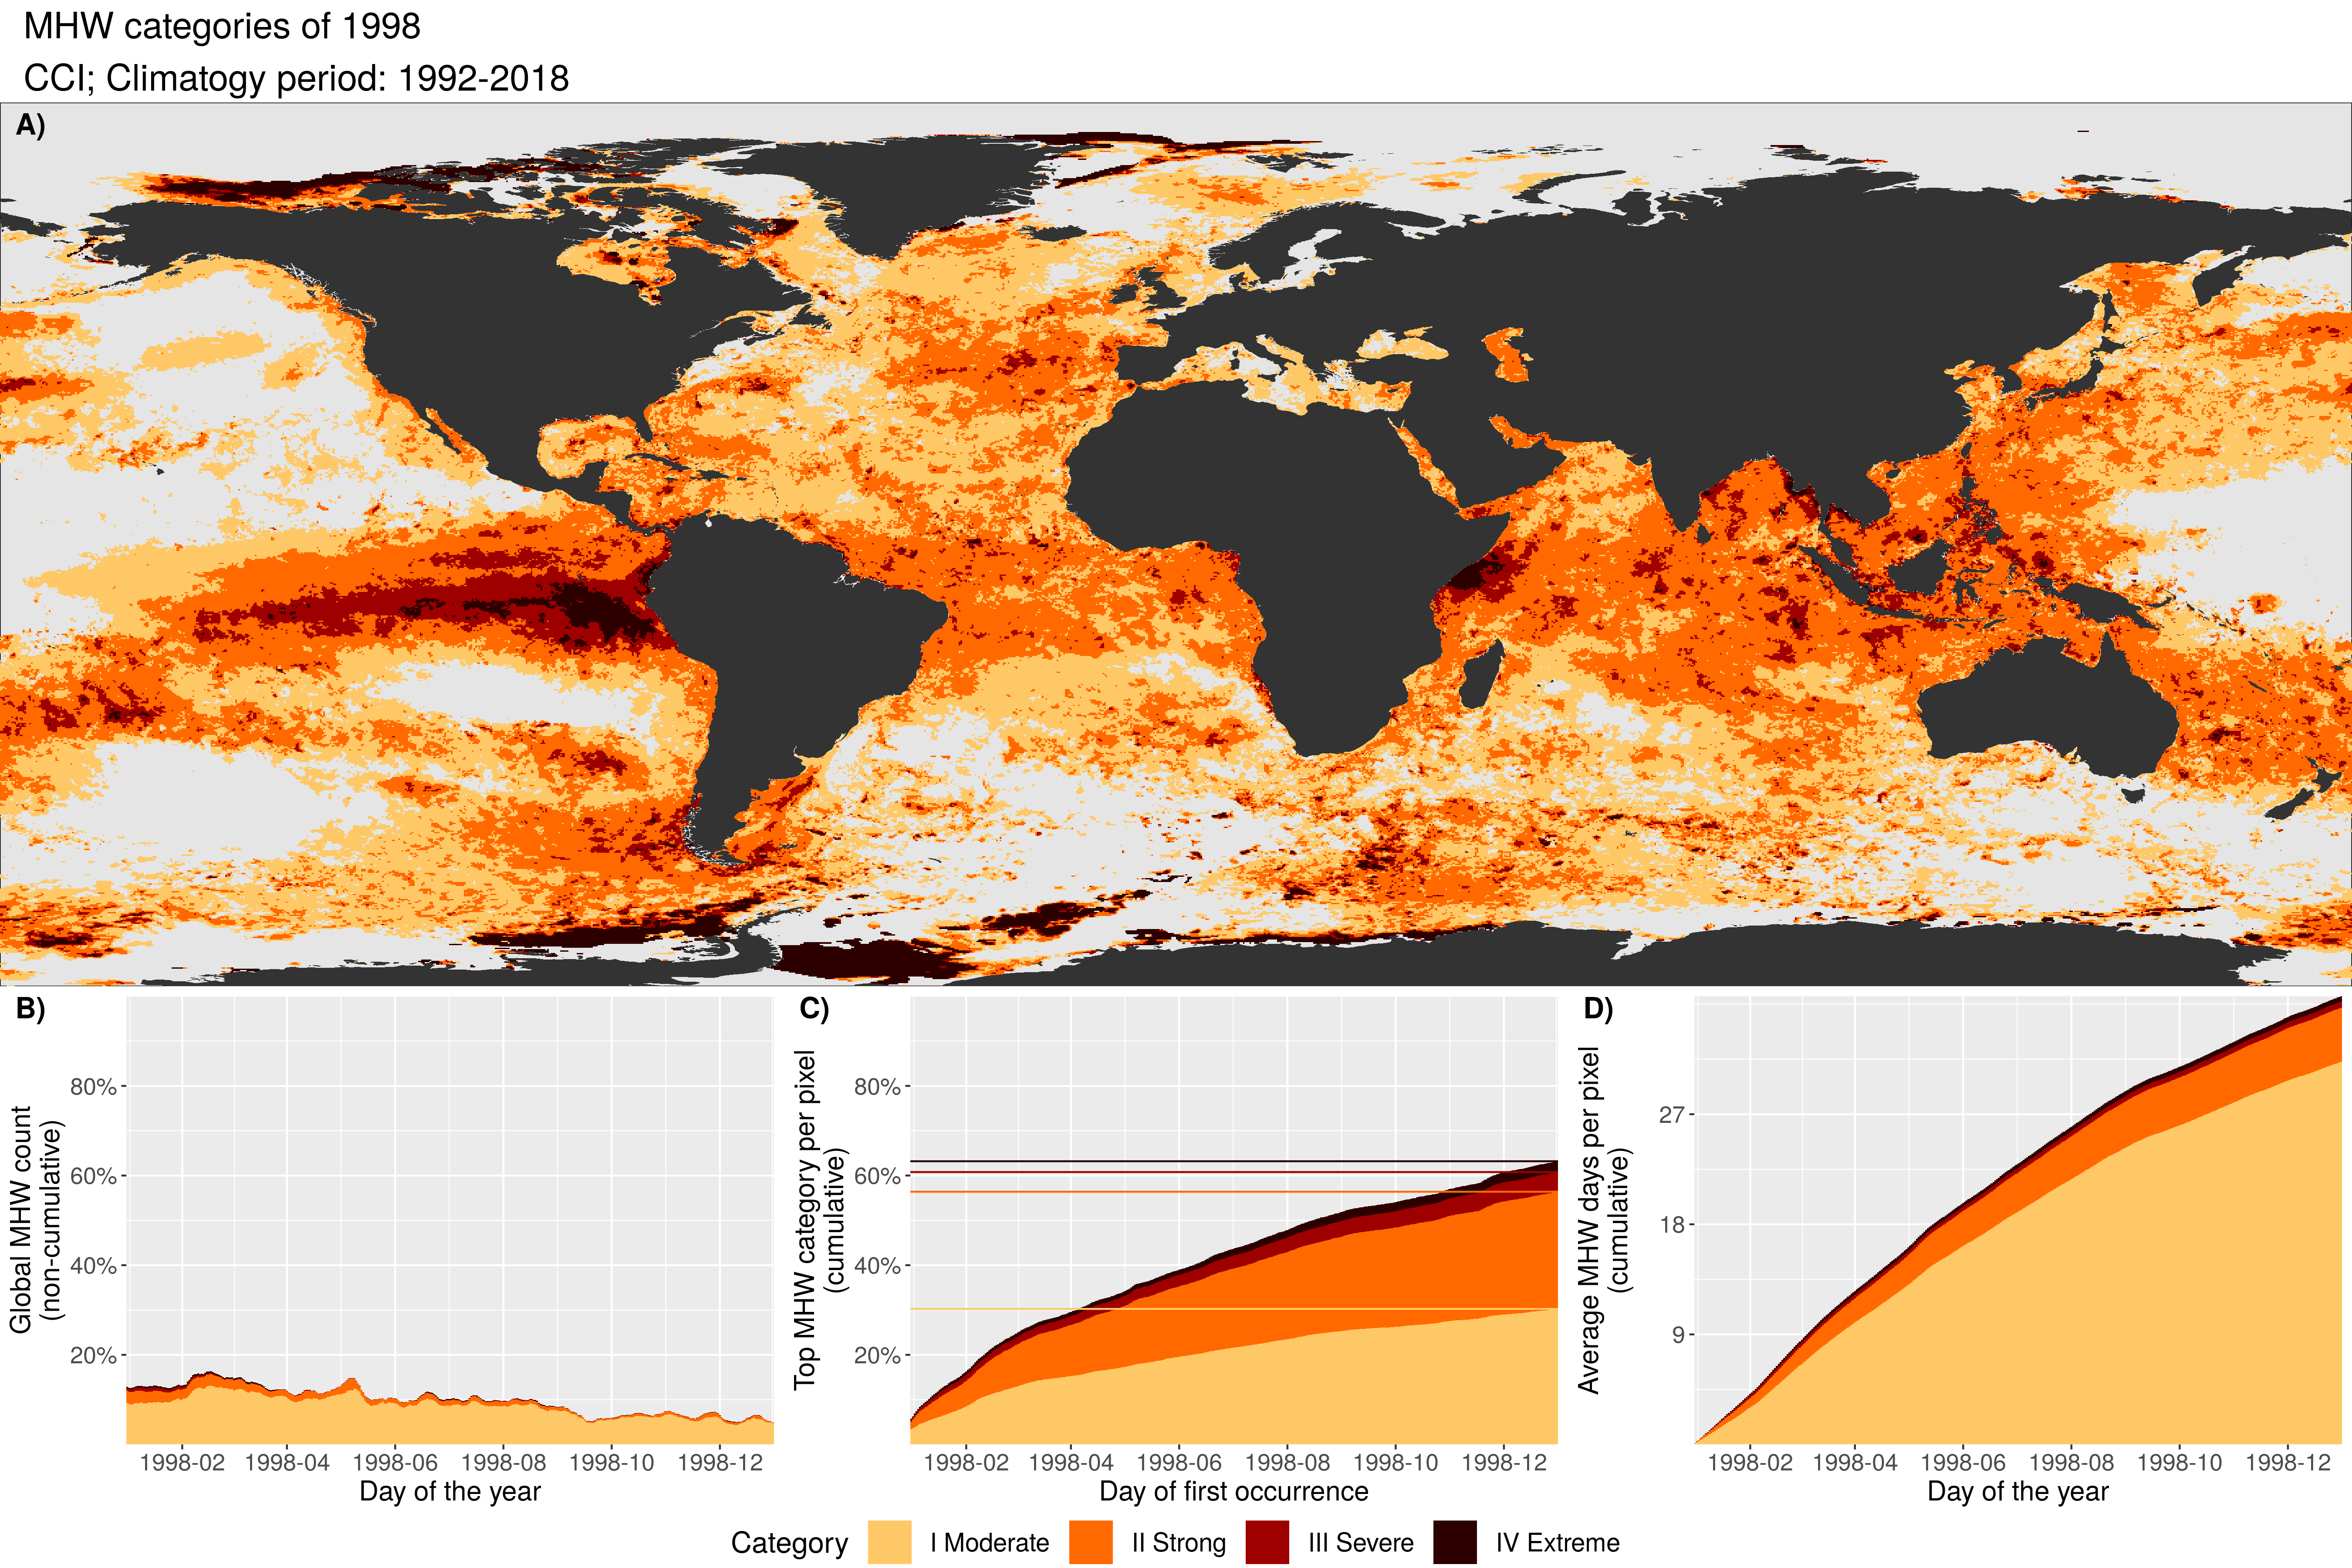 MHW categories of 1998
CCI; Climatogy period: 1992-2018
A)
B)
Global MHW count
(non-cumulative)
80%
60%
40%
20%
1998-02 1998-04 1998-06 1998-08 1998-10 1998-12
Day of the year
C)
Top MHW category per pixel
(cumulative)
80%
60%
40%
20%
1998-02 1998-04 1998-06 1998-08 1998-10 1998-12
Day of first occurrence
D)
Average MHW days per pixel
(cumulative)
27
18
9
1998-02 1998-04 1998-06 1998-08 1998-10 1998-12
Day of the year
Category I Moderate II Strong III Severe IV Extreme